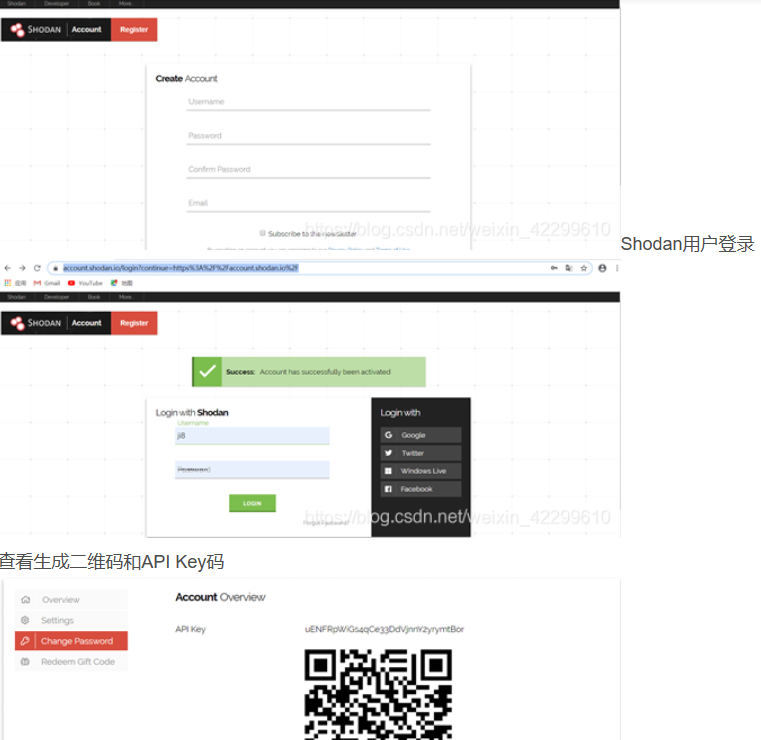 Shodan Developer Book More
SHODAN Account Register
Create Account
Username
Password
Confirm Password
Email
Subscribe to the Newsletter
https://blog.csdn.net/weixin_42299610
Shodan用户登录
account.shodan.io/login?continue=https%3A%2F%2Faccount.shodan.io%2F
应用 Gmail YouTube 地图
Shodan Developer Book More
SHODAN Account Register
Success: Account has successfully been activated
Login with Shodan
Username
ji8
Password
LOGIN
Forgot Password?
Login with
Google
Twitter
Windows Live
Facebook
https://blog.csdn.net/weixin_42299610
查看生成二维码和API Key码
Overview
Settings
Change Password
Redeem Gift Code
Account Overview
API Key uENFRpWiGs4qCe33DdVjnnY2yrymtBor